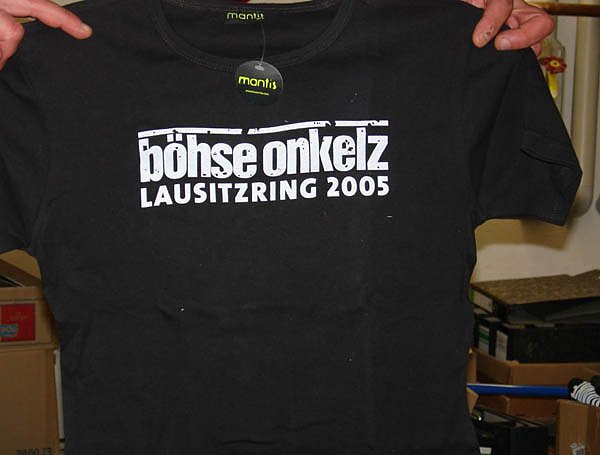 mantis
mantis
böhse onkelz
LAUSITZRING 2005